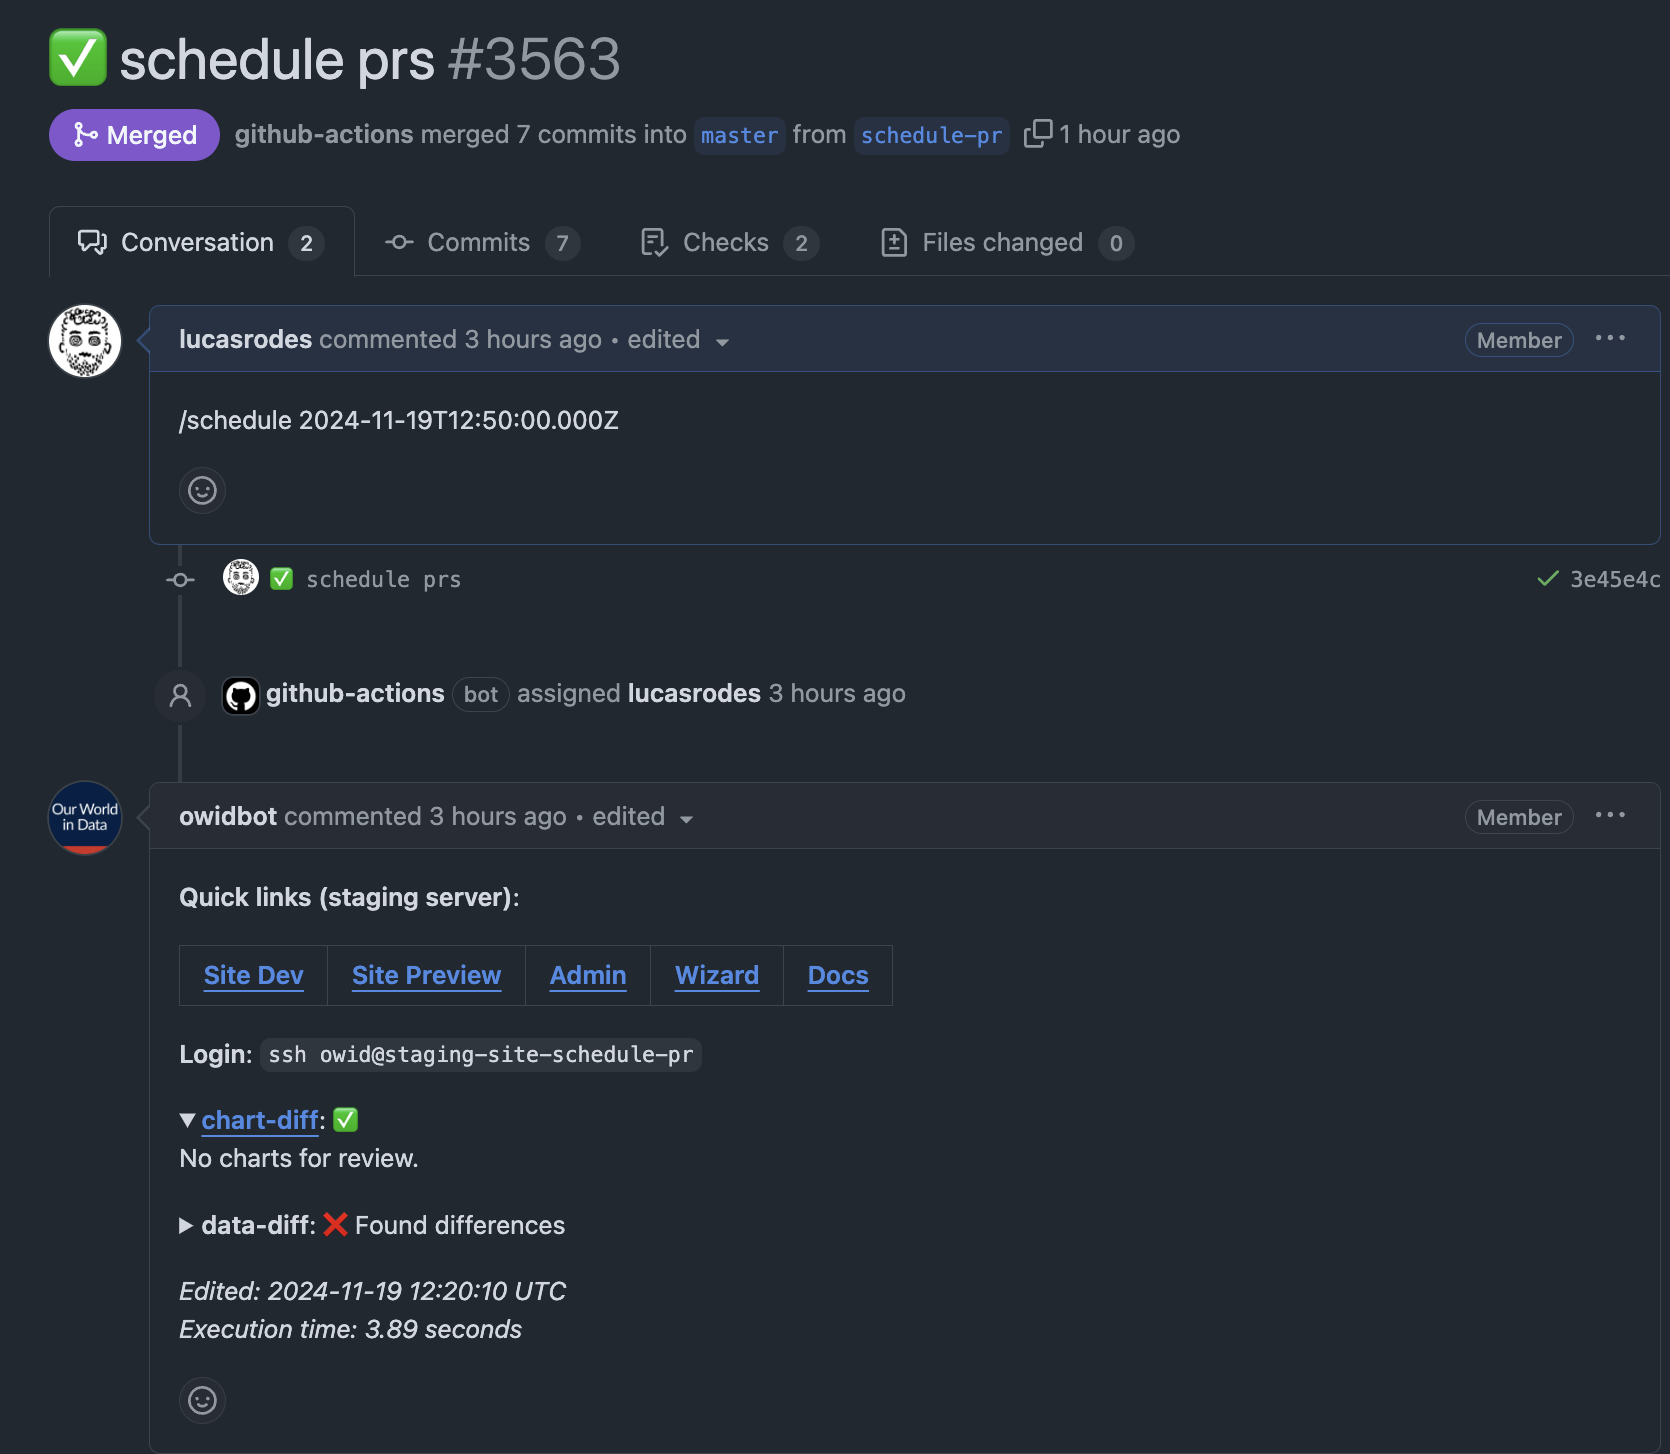 ✅ schedule prs #3563
Merged github-actions merged 7 commits into master from schedule-pr 1 hour ago
Conversation 2 Commits 7 Checks 2 Files changed 0
lucasrodes commented 3 hours ago • edited Member ···
/schedule 2024-11-19T12:50:00.000Z
✅ schedule prs 3e45e4c
github-actions bot assigned lucasrodes 3 hours ago
Our World
in Data
owidbot commented 3 hours ago • edited Member ···
Quick links (staging server):
Site Dev Site Preview Admin Wizard Docs
Login: ssh owid@staging-site-schedule-pr
▼ chart-diff: ✅
No charts for review.
▶ data-diff: ❌ Found differences
Edited: 2024-11-19 12:20:10 UTC
Execution time: 3.89 seconds